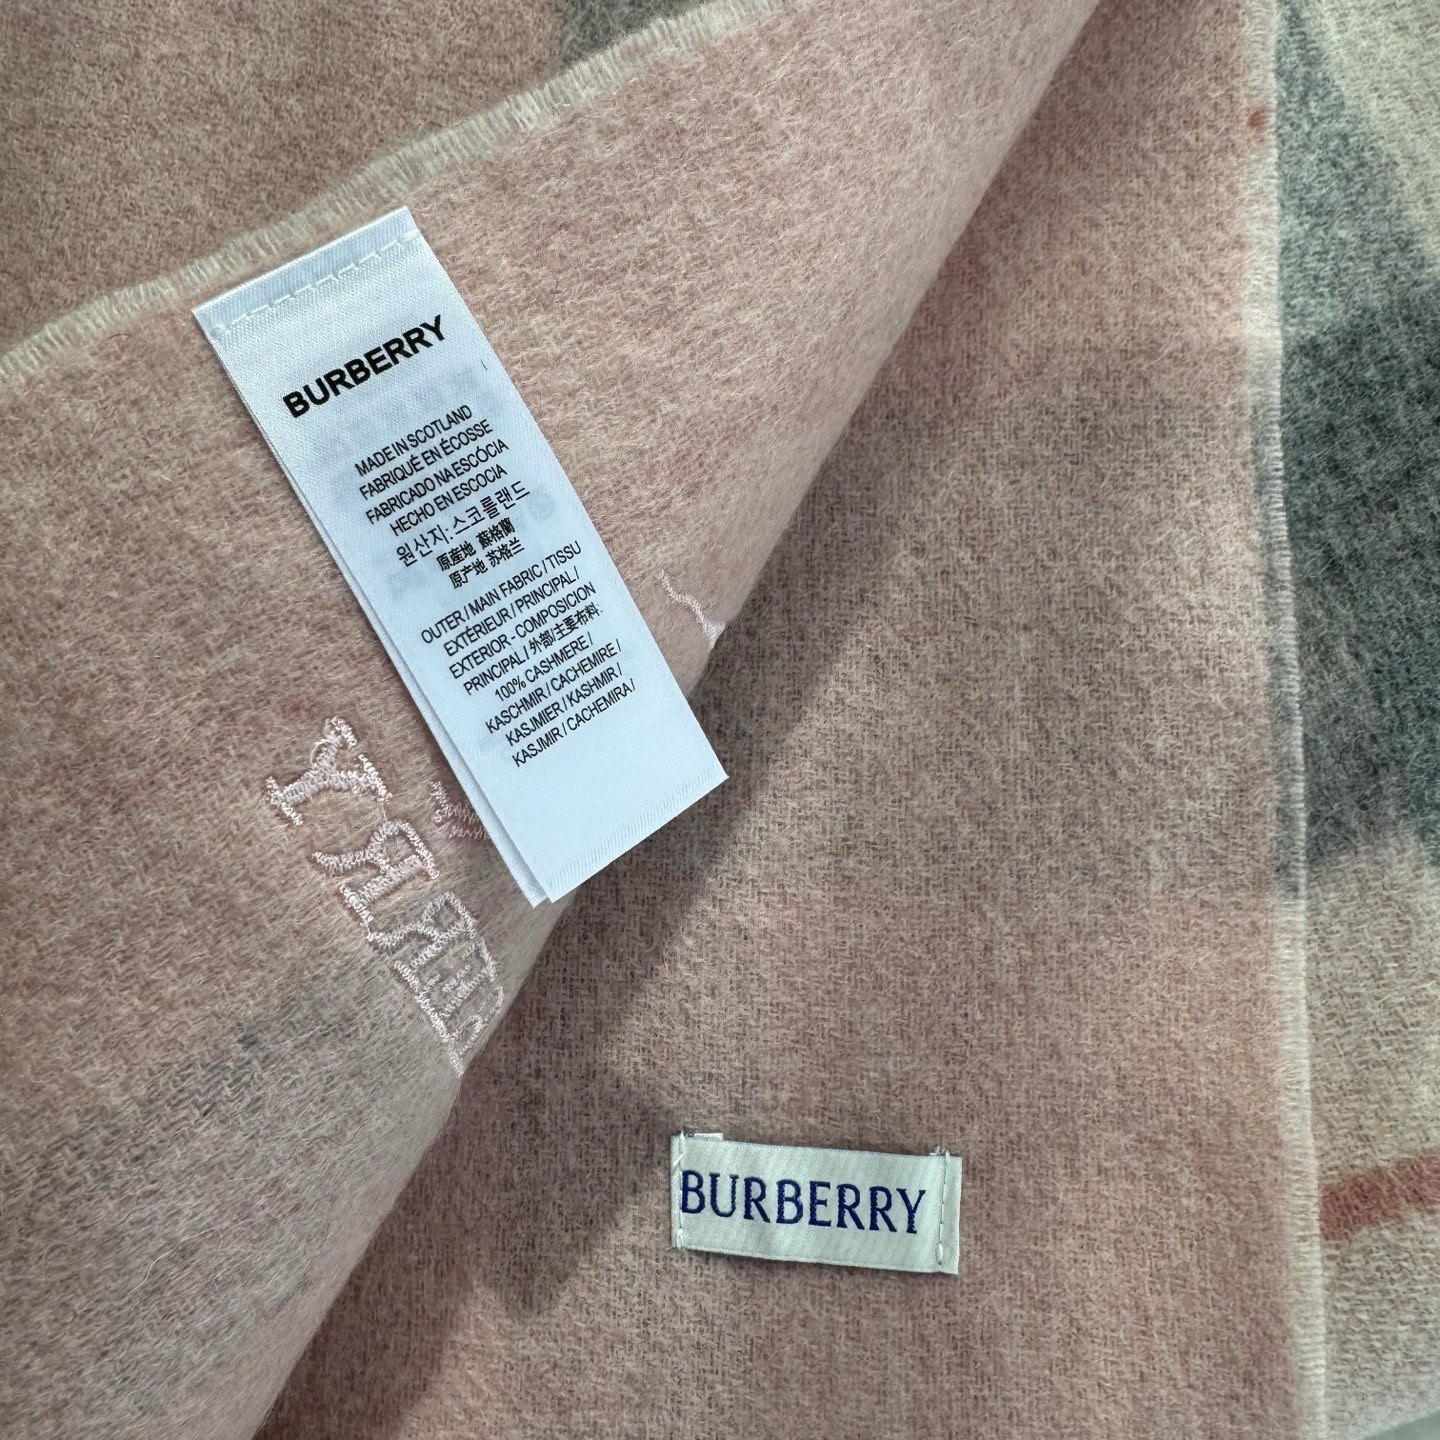 BURBERRY
MADE IN SCOTLAND
FABRIQUÉ EN ÉCOSSE
FABRICADO NA ESCÓCIA
HECHO EN ESCOCIA
원산지: 스코틀랜드
原產地 蘇格蘭
原产地 苏格兰
OUTER / MAIN FABRIC / TISSU
EXTÉRIEUR / PRINCIPAL /
EXTERIOR - COMPOSICION
PRINCIPAL / 外部/主要布料:
100% CASHMERE /
KASCHMIR / CACHEMIRE /
KASJMIER / KASHMIR /
KASJMIR / CACHEMIRA /
BURBERRY